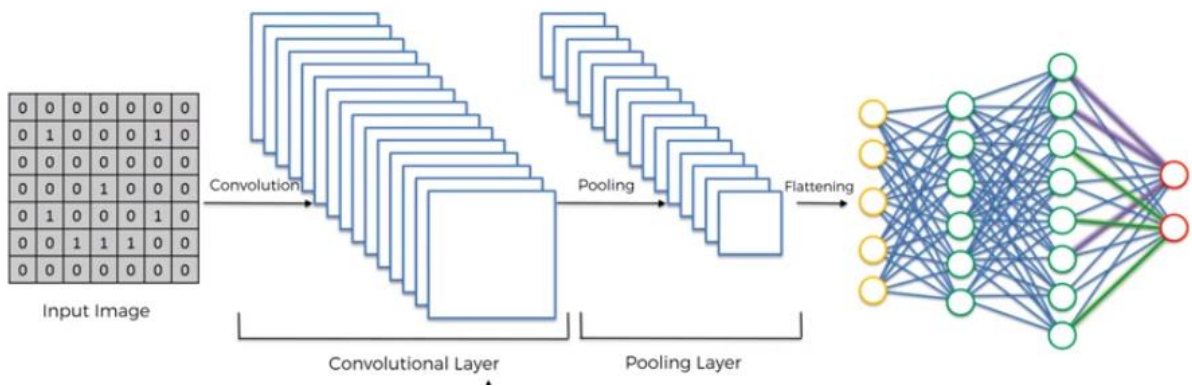 0 0 0 0 0 0 0
0 1 0 0 0 1 0
0 0 0 0 0 0 0
0 0 0 1 0 0 0
0 1 0 0 0 1 0
0 0 1 1 1 0 0
0 0 0 0 0 0 0
Input Image
Convolution
Pooling
Flattening
Convolutional Layer
Pooling Layer